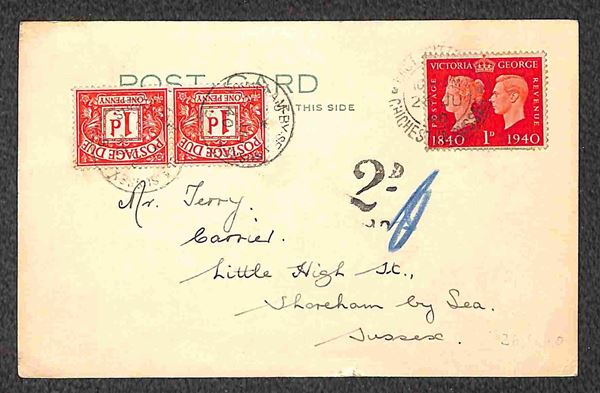 POST CARD
THIS SIDE
POSTAGE DUE
1d
ONE PENNY
POSTAGE DUE
1d
ONE PENNY
VICTORIA GEORGE
POSTAGE
REVENUE
1840 1D 1940
CHICHESTER
2D
Mr. Terry.
Carrier.
Little High St.,
Shoreham by Sea.
Sussex.